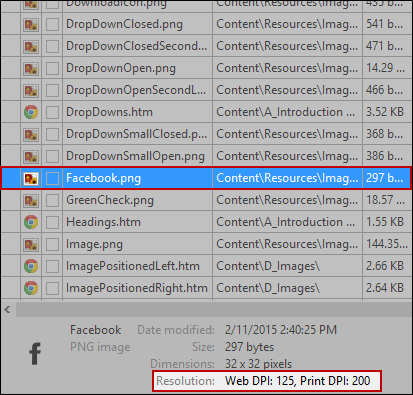 DownloadIcon.png Content\Resources\Imag... 435 b...
DropDownClosed.png Content\Resources\Imag... 541 b...
DropDownClosedSecond... Content\Resources\Imag... 471 b...
DropDownOpen.png Content\Resources\Imag... 14.29 ...
DropDownOpenSecondL... Content\Resources\Imag... 466 b...
DropDowns.htm Content\A_Introduction ... 3.52 KB
DropDownSmallClosed.p... Content\Resources\Imag... 368 b...
DropDownSmallOpen.png Content\Resources\Imag... 386 b...
Facebook.png Content\Resources\Imag... 297 b...
GreenCheck.png Content\Resources\Imag... 18.57 ...
Headings.htm Content\A_Introduction ... 1.55 KB
Image.png Content\Resources\Imag... 144.35...
ImagePositionedLeft.htm Content\D_Images\ 2.66 KB
ImagePositionedRight.htm Content\D_Images\ 2.64 KB
Facebook Date modified: 2/11/2015 2:40:25 PM
PNG image Size: 297 bytes
Dimensions: 32 x 32 pixels
Resolution: Web DPI: 125, Print DPI: 200